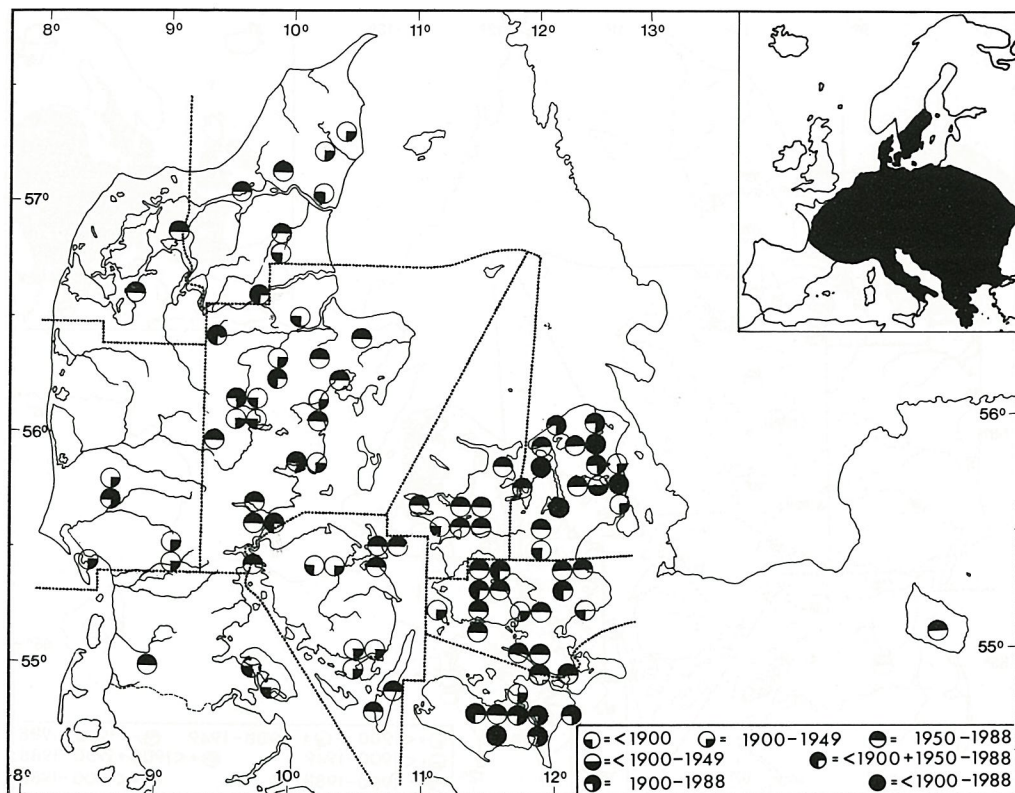 8° 9° 10° 11° 12° 13°
57°
56° 56°
55° 55°
= <1900 = 1900-1949 = 1950-1988
= <1900-1949 = <1900+1950-1988
= 1900-1988 = <1900-1988
8° 9° 10° 11° 12°